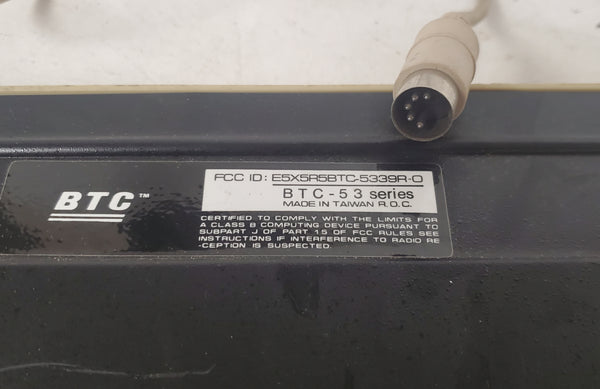 BTC™
FCC ID: E5X5R5BTC-5339R-O
BTC-53 series
MADE IN TAIWAN R.O.C.
CERTIFIED TO COMPLY WITH THE LIMITS FOR
A CLASS B COMPUTING DEVICE PURSUANT TO
SUBPART J OF PART 15 OF FCC RULES SEE
INSTRUCTIONS IF INTERFERENCE TO RADIO RE
-CEPTION IS SUSPECTED.